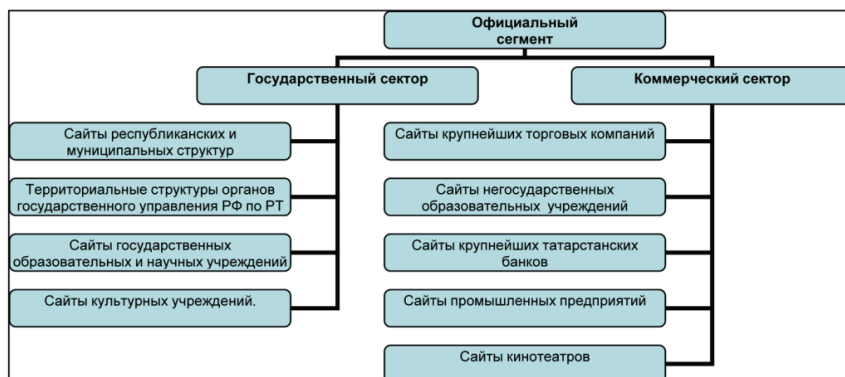 Официальный
сегмент
Государственный сектор
Коммерческий сектор
Сайты республиканских и
муниципальных структур
Территориальные структуры органов
государственного управления РФ по РТ
Сайты государственных
образовательных и научных учреждений
Сайты культурных учреждений.
Сайты крупнейших торговых компаний
Сайты негосударственных
образовательных учреждений
Сайты крупнейших татарстанских
банков
Сайты промышленных предприятий
Сайты кинотеатров